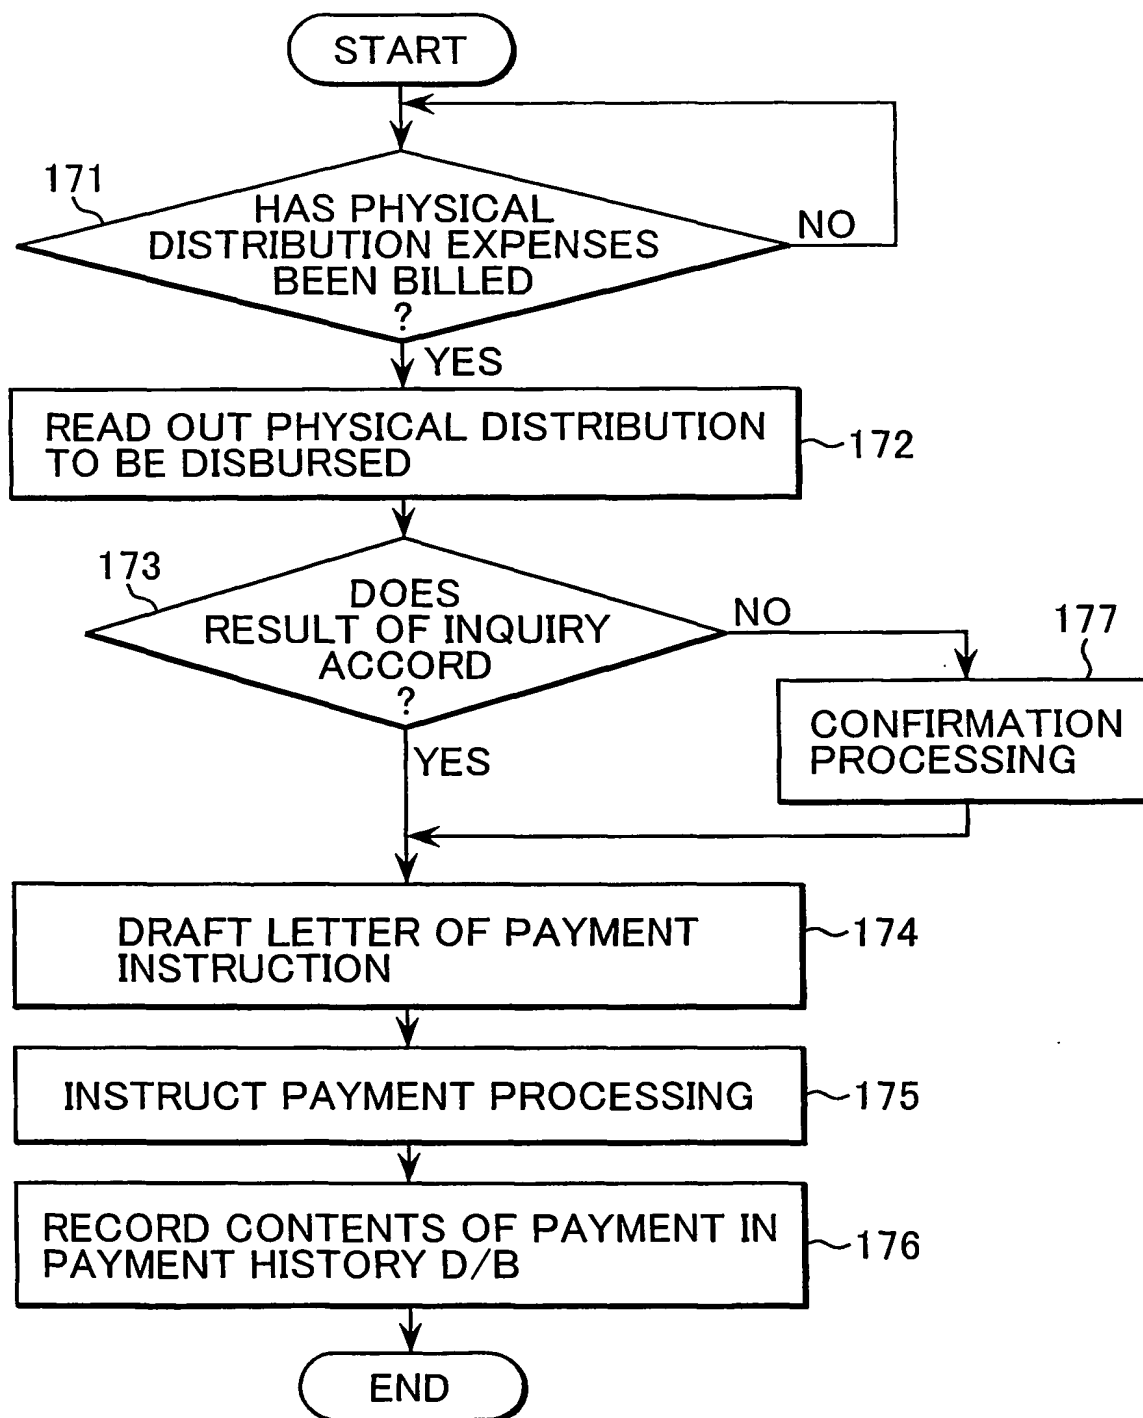 START
171
HAS PHYSICAL
DISTRIBUTION EXPENSES
BEEN BILLED
?
NO
YES
READ OUT PHYSICAL DISTRIBUTION
TO BE DISBURSED
172
173
DOES
RESULT OF INQUIRY
ACCORD
?
NO
YES
177
CONFIRMATION
PROCESSING
DRAFT LETTER OF PAYMENT
INSTRUCTION
174
INSTRUCT PAYMENT PROCESSING
175
RECORD CONTENTS OF PAYMENT IN
PAYMENT HISTORY D/B
176
END